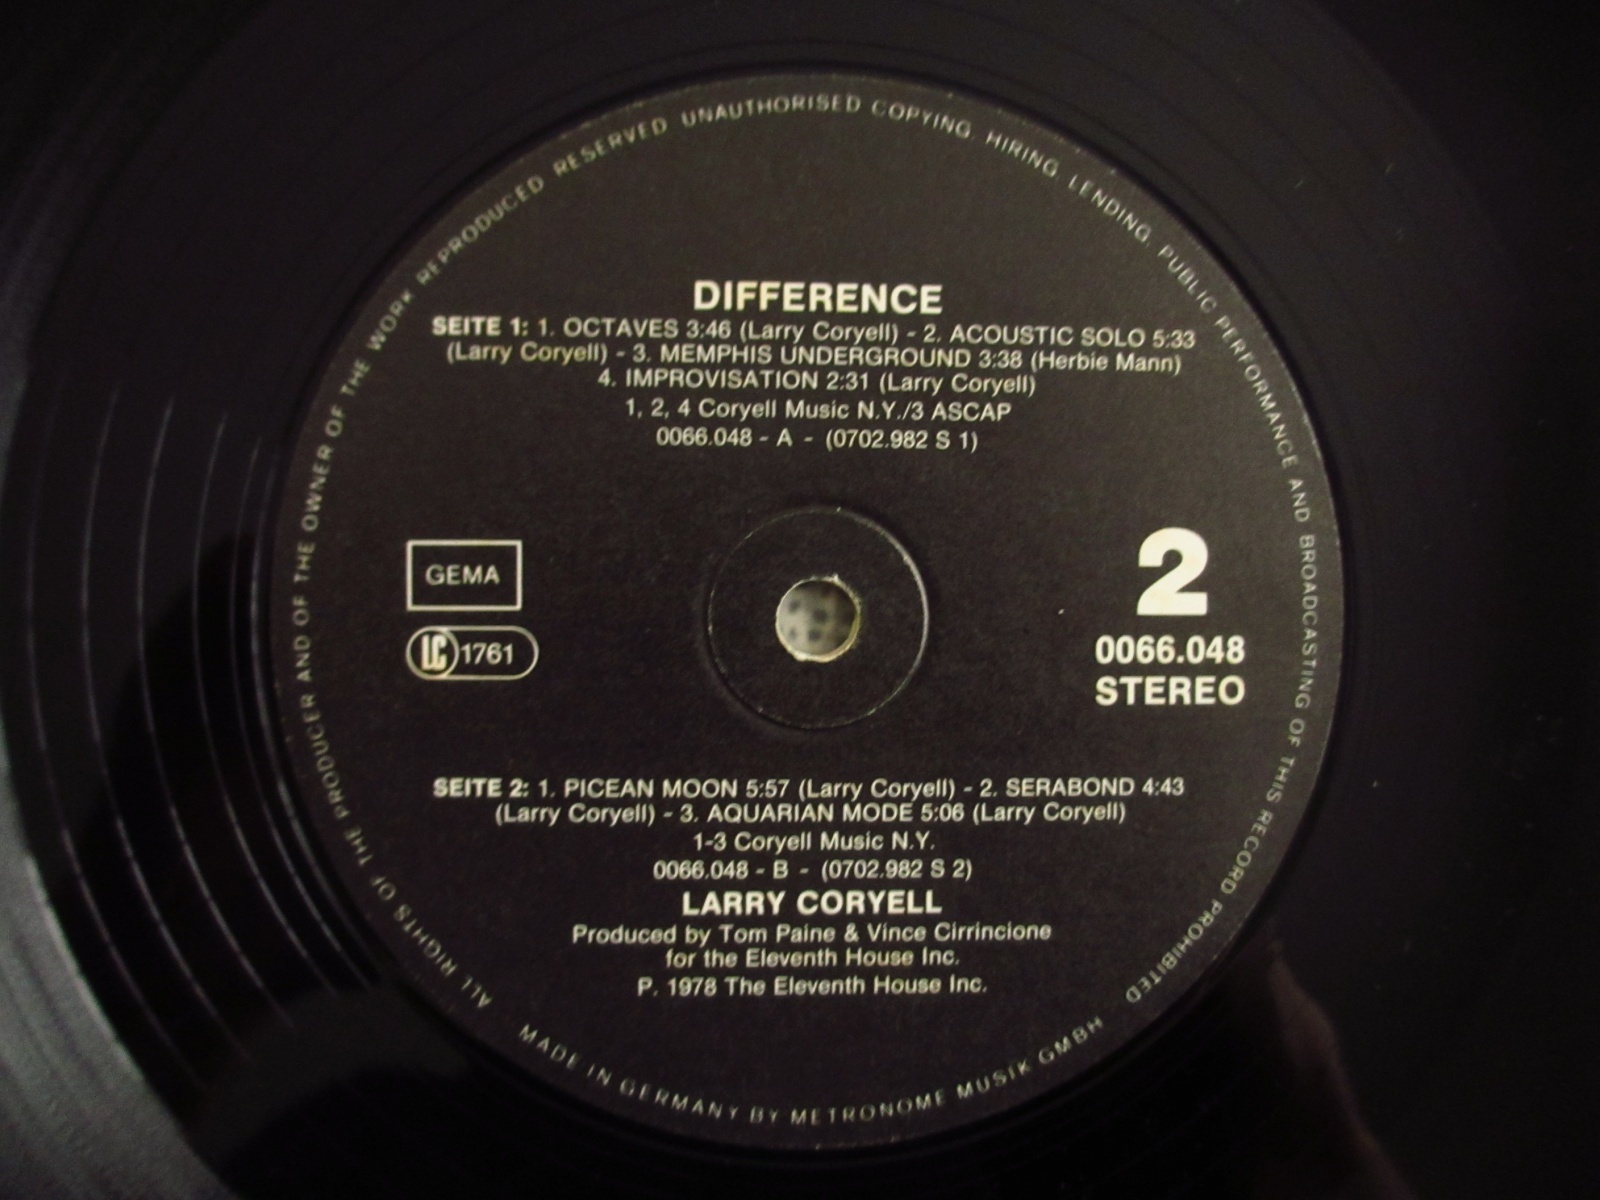 ALL RIGHTS OF THE PRODUCER AND OF THE OWNER OF THE WORK REPRODUCED RESERVED UNAUTHORISED COPYING HIRING LENDING PUBLIC PERFORMANCE AND BROADCASTING OF THIS RECORD PROHIBITED
DIFFERENCE
SEITE 1: 1. OCTAVES 3:46 (Larry Coryell) - 2. ACOUSTIC SOLO 5:33
(Larry Coryell) - 3. MEMPHIS UNDERGROUND 3:38 (Herbie Mann)
4. IMPROVISATION 2:31 (Larry Coryell)
1, 2, 4 Coryell Music N.Y./3 ASCAP
0066.048 - A - (0702.982 S 1)
GEMA
LC 1761
2
0066.048
STEREO
SEITE 2: 1. PICEAN MOON 5:57 (Larry Coryell) - 2. SERABOND 4:43
(Larry Coryell) - 3. AQUARIAN MODE 5:06 (Larry Coryell)
1-3 Coryell Music N.Y.
0066.048 - B - (0702.982 S 2)
LARRY CORYELL
Produced by Tom Paine & Vince Cirrincione
for the Eleventh House Inc.
P. 1978 The Eleventh House Inc.
MADE IN GERMANY BY METRONOME MUSIK GMBH